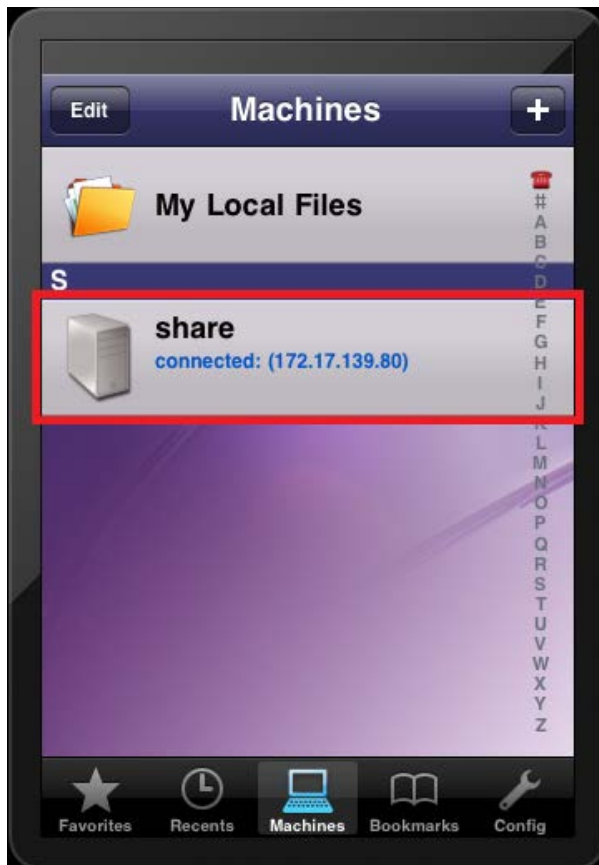 Edit
Machines
+
My Local Files
S
share
connected: (172.17.139.80)
#
A
B
C
D
E
F
G
H
I
J
K
L
M
N
O
P
Q
R
S
T
U
V
W
X
Y
Z
Favorites
Recents
Machines
Bookmarks
Config